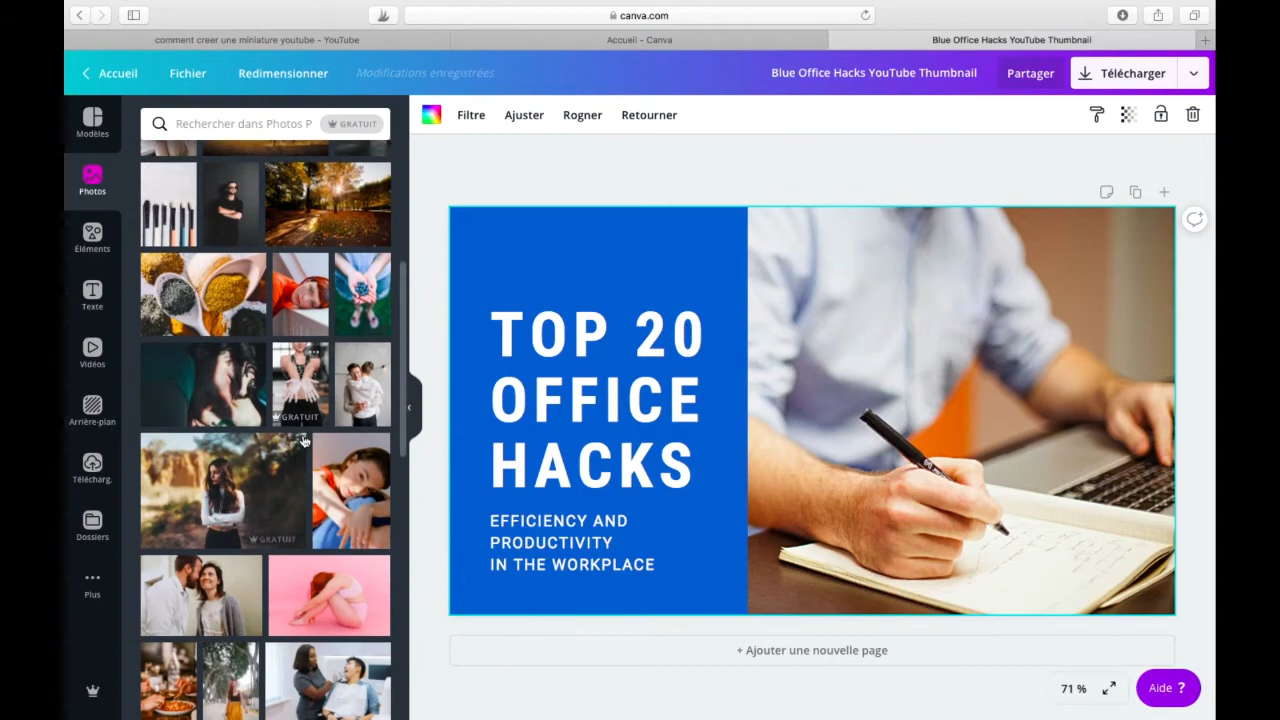 canva.com
comment creer une miniature youtube – YouTube
Accueil – Canva
Blue Office Hacks YouTube Thumbnail
Accueil
Fichier
Redimensionner
Modifications enregistrées
Blue Office Hacks YouTube Thumbnail
Partager
Télécharger
Modèles
Photos
Éléments
Texte
Vidéos
Arrière-plan
Télécharg.
Dossiers
Plus
Rechercher dans Photos P
GRATUIT
GRATUIT
GRATUIT
Filtre
Ajuster
Rogner
Retourner
TOP 20
OFFICE
HACKS
EFFICIENCY AND
PRODUCTIVITY
IN THE WORKPLACE
+ Ajouter une nouvelle page
71 %
Aide ?